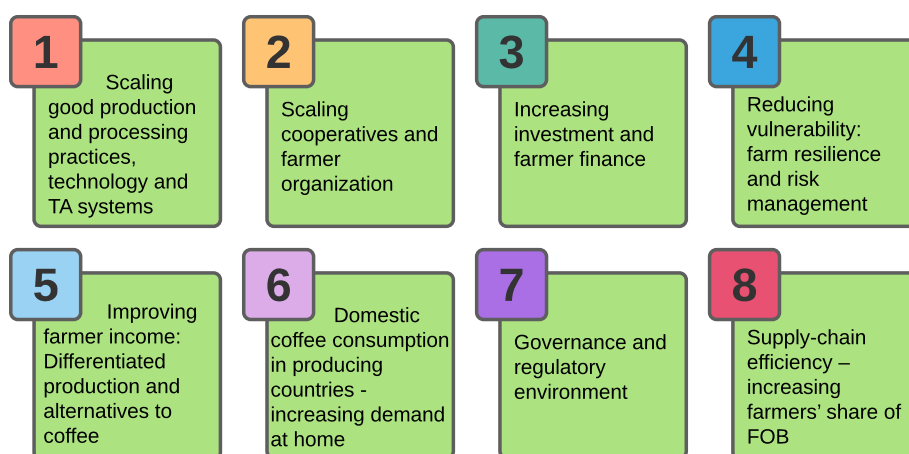 1
Scaling
good production
and processing
practices,
technology and
TA systems
2
Scaling
cooperatives and
farmer
organization
3
Increasing
investment and
farmer finance
4
Reducing
vulnerability:
farm resilience
and risk
management
5
Improving
farmer income:
Differentiated
production and
alternatives to
coffee
6
Domestic
coffee consumption
in producing
countries -
increasing demand
at home
7
Governance and
regulatory
environment
8
Supply-chain
efficiency –
increasing
farmers’ share of
FOB